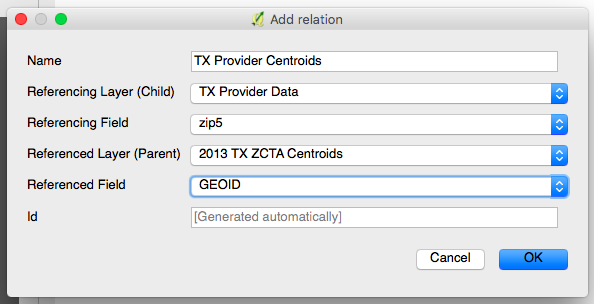 Add relation
Name TX Provider Centroids
Referencing Layer (Child) TX Provider Data
Referencing Field zip5
Referenced Layer (Parent) 2013 TX ZCTA Centroids
Referenced Field GEOID
Id [Generated automatically]
Cancel OK